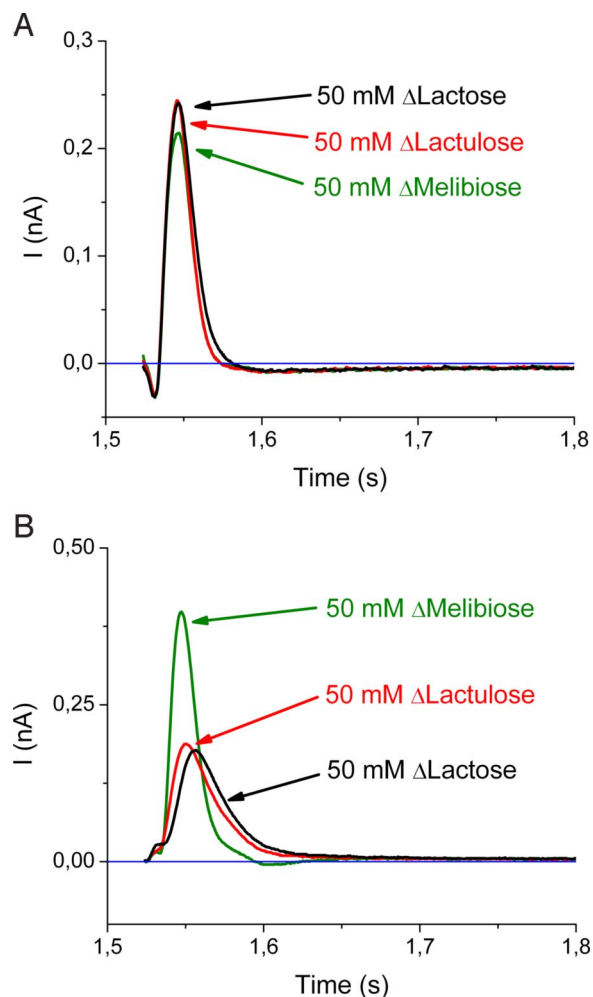 A
0,3
0,2
0,1
0,0
I (nA)
50 mM ΔLactose
50 mM ΔLactulose
50 mM ΔMelibiose
1,5
1,6
1,7
1,8
Time (s)
B
0,50
0,25
0,00
I (nA)
50 mM ΔMelibiose
50 mM ΔLactulose
50 mM ΔLactose
1,5
1,6
1,7
1,8
Time (s)